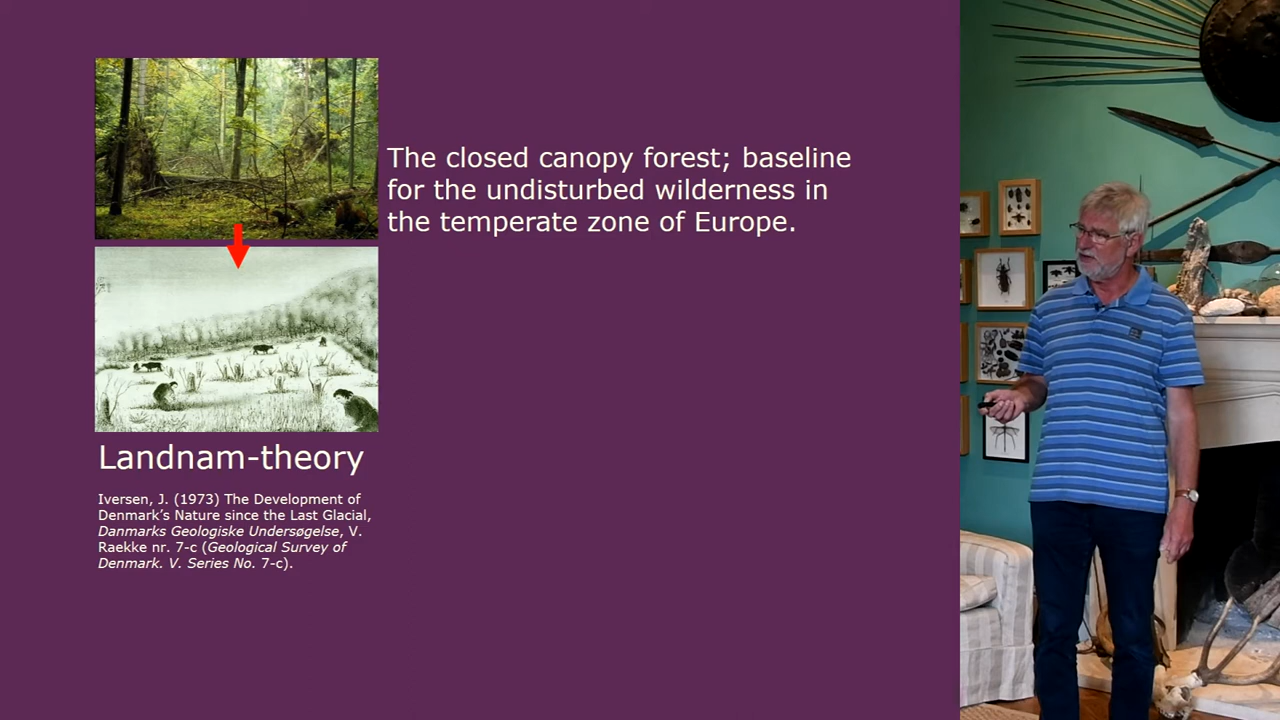 The closed canopy forest; baseline
for the undisturbed wilderness in
the temperate zone of Europe.
Landnam-theory
Iversen, J. (1973) The Development of
Denmark’s Nature since the Last Glacial,
Danmarks Geologiske Undersøgelse, V.
Raekke nr. 7-c (Geological Survey of
Denmark. V. Series No. 7-c).